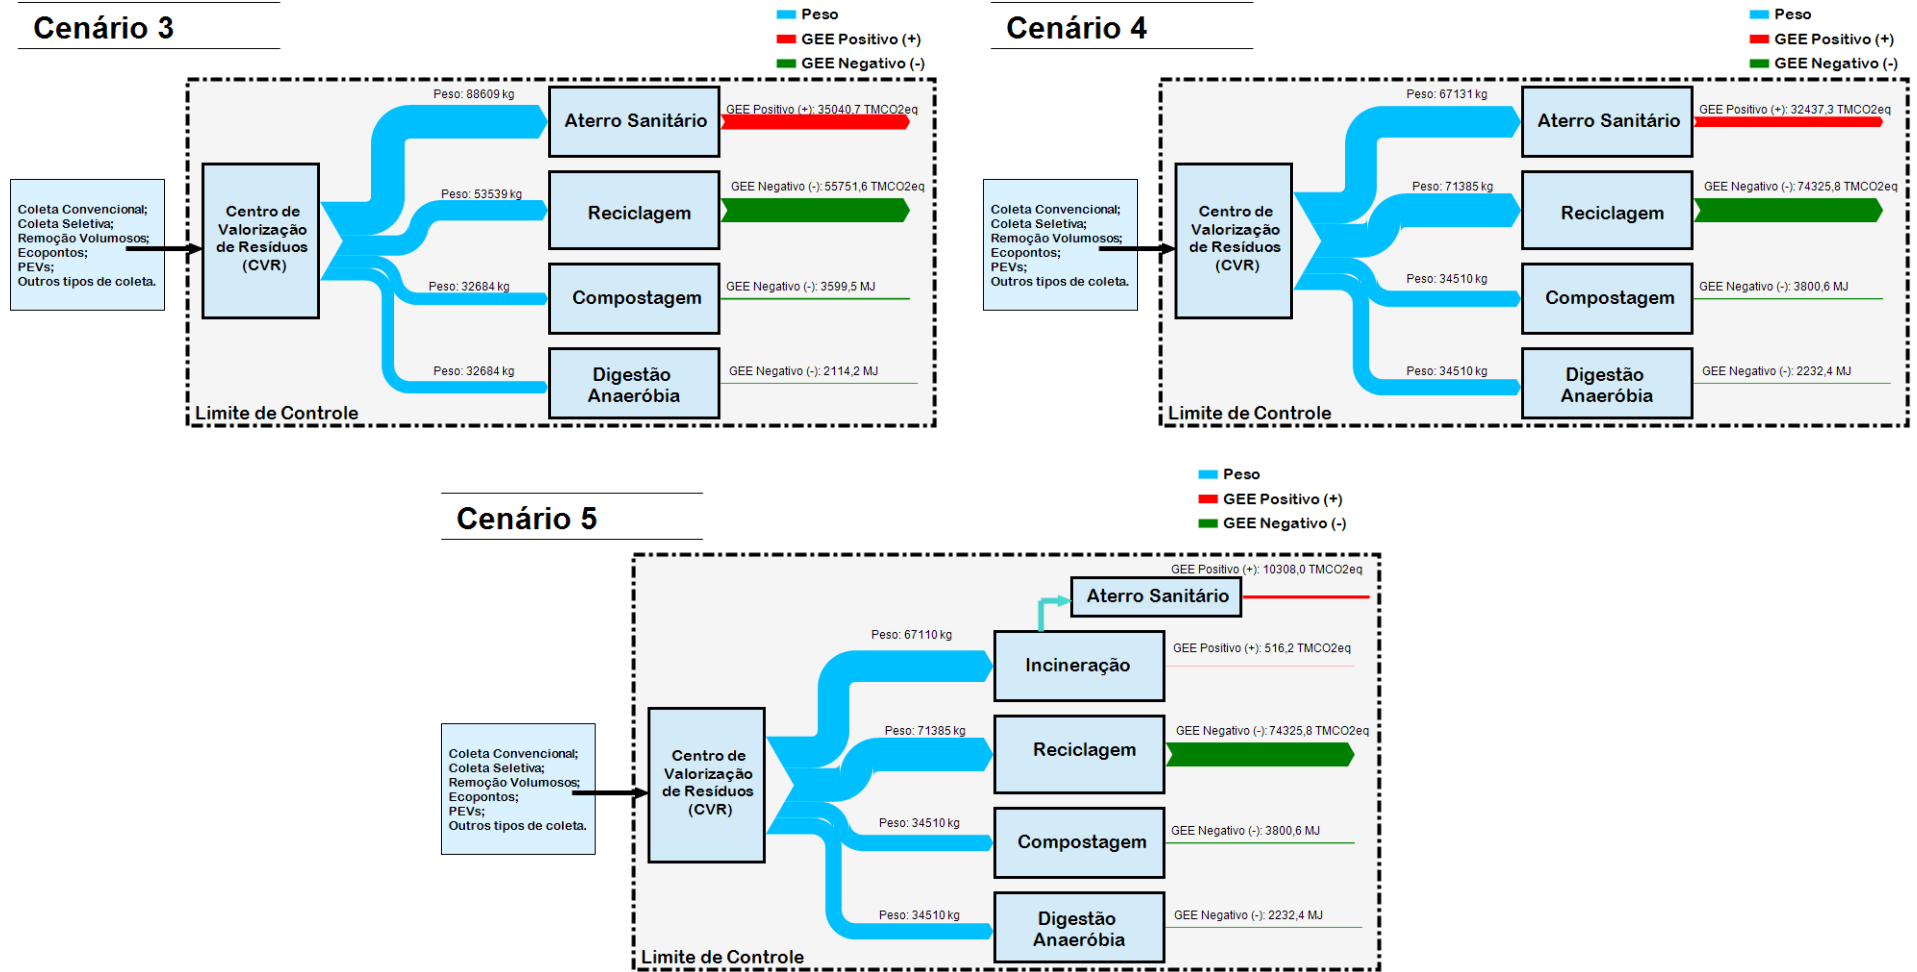 Cenário 3
Peso
GEE Positivo (+)
GEE Negativo (-)
Coleta Convencional;
Coleta Seletiva;
Remoção Volumosos;
Ecopontos;
PEVs;
Outros tipos de coleta.
Centro de
Valorização
de Resíduos
(CVR)
Peso: 88609 kg
Aterro Sanitário
GEE Positivo (+): 35040,7 TMCO2eq
Peso: 53539 kg
Reciclagem
GEE Negativo (-): 55751,6 TMCO2eq
Peso: 32684 kg
Compostagem
GEE Negativo (-): 3599,5 MJ
Peso: 32684 kg
Digestão
Anaeróbia
GEE Negativo (-): 2114,2 MJ
Limite de Controle
Cenário 4
Peso
GEE Positivo (+)
GEE Negativo (-)
Coleta Convencional;
Coleta Seletiva;
Remoção Volumosos;
Ecopontos;
PEVs;
Outros tipos de coleta.
Centro de
Valorização
de Resíduos
(CVR)
Peso: 67131 kg
Aterro Sanitário
GEE Positivo (+): 32437,3 TMCO2eq
Peso: 71385 kg
Reciclagem
GEE Negativo (-): 74325,8 TMCO2eq
Peso: 34510 kg
Compostagem
GEE Negativo (-): 3800,6 MJ
Peso: 34510 kg
Digestão
Anaeróbia
GEE Negativo (-): 2232,4 MJ
Limite de Controle
Cenário 5
Peso
GEE Positivo (+)
GEE Negativo (-)
Coleta Convencional;
Coleta Seletiva;
Remoção Volumosos;
Ecopontos;
PEVs;
Outros tipos de coleta.
Centro de
Valorização
de Resíduos
(CVR)
GEE Positivo (+): 10308,0 TMCO2eq
Aterro Sanitário
Peso: 67110 kg
Incineração
GEE Positivo (+): 516,2 TMCO2eq
Peso: 71385 kg
Reciclagem
GEE Negativo (-): 74325,8 TMCO2eq
Peso: 34510 kg
Compostagem
GEE Negativo (-): 3800,6 MJ
Peso: 34510 kg
Digestão
Anaeróbia
GEE Negativo (-): 2232,4 MJ
Limite de Controle